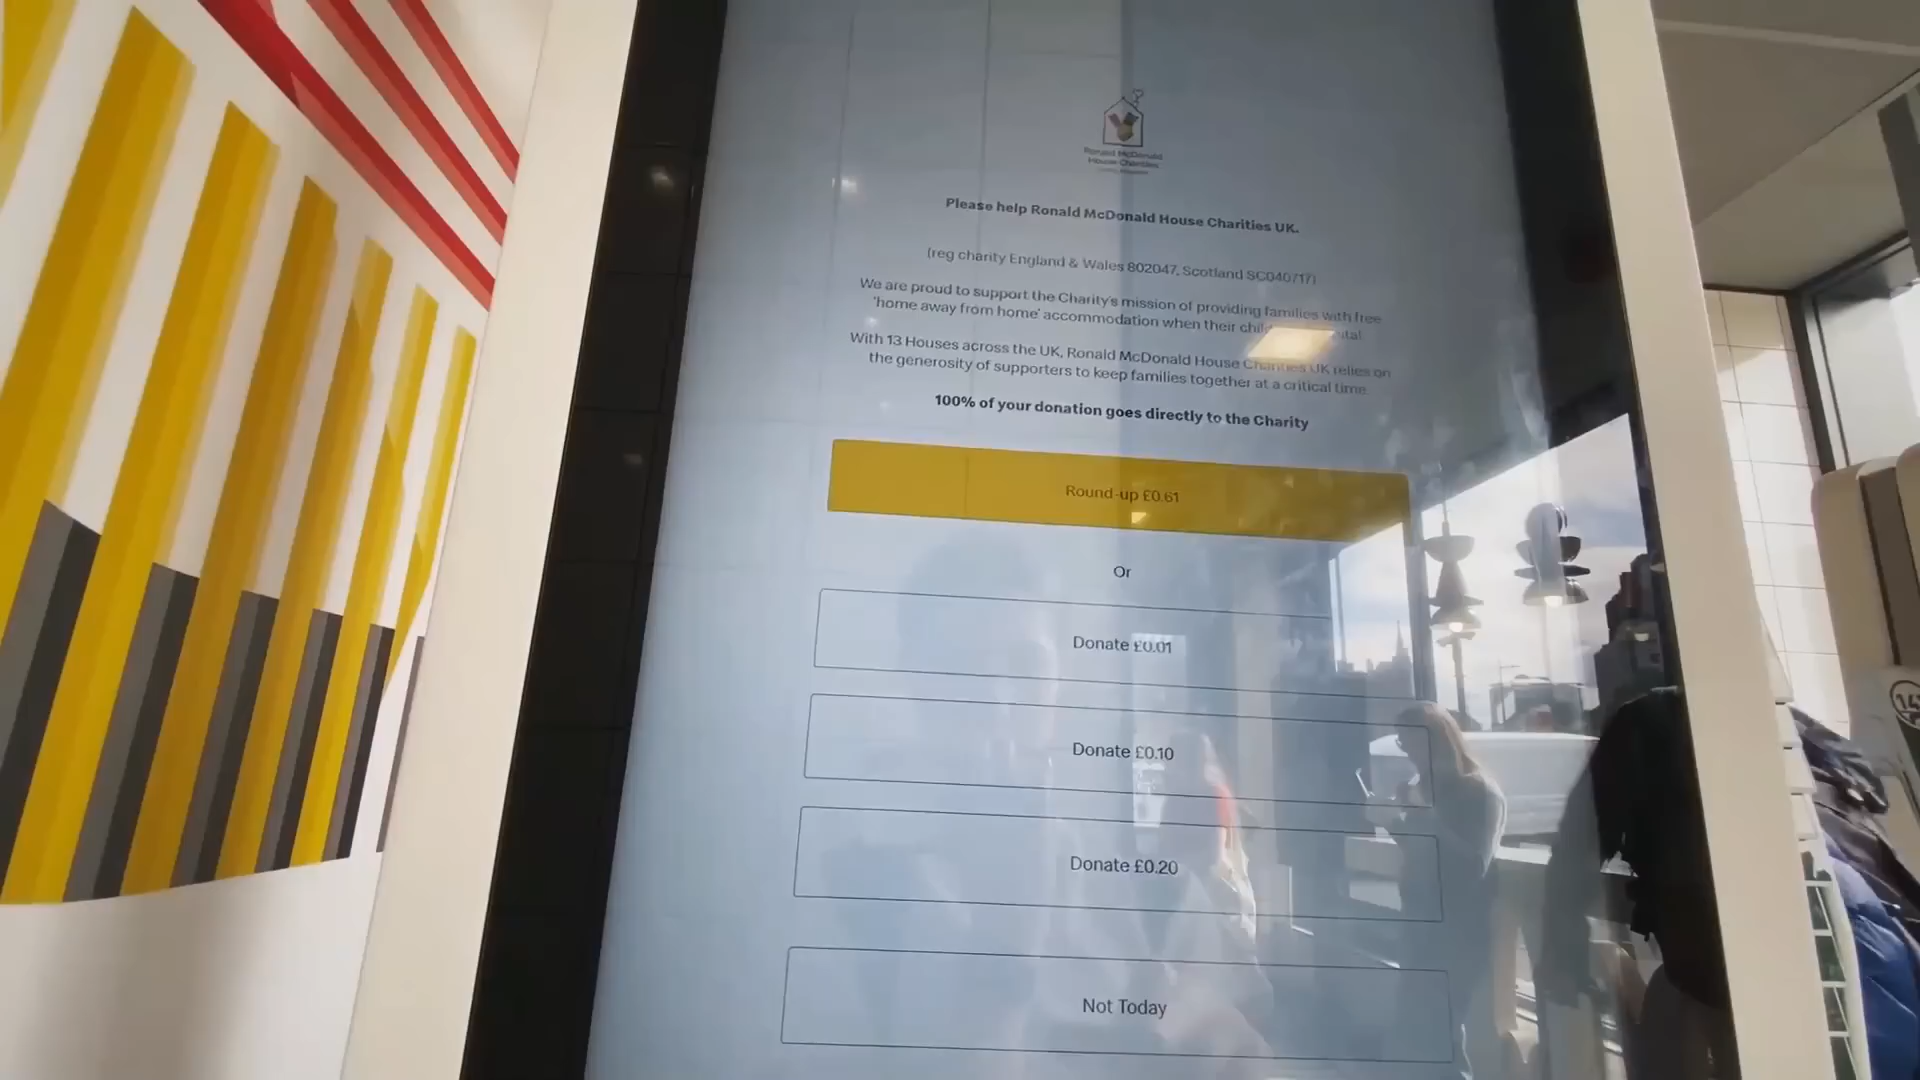 Ronald McDonald
House Charities
Please help Ronald McDonald House Charities UK.
(reg charity England & Wales 802047, Scotland SC040717)
We are proud to support the Charity's mission of providing families with free
'home away from home' accommodation when their
With 13 Houses across the UK, Ronald McDonald House Charities UK relies on
the generosity of supporters to keep families together at a critical time.
100% of your donation goes directly to the Charity
Round-up £0.61
Or
Donate £0.01
Donate £0.10
Donate £0.20
Not Today